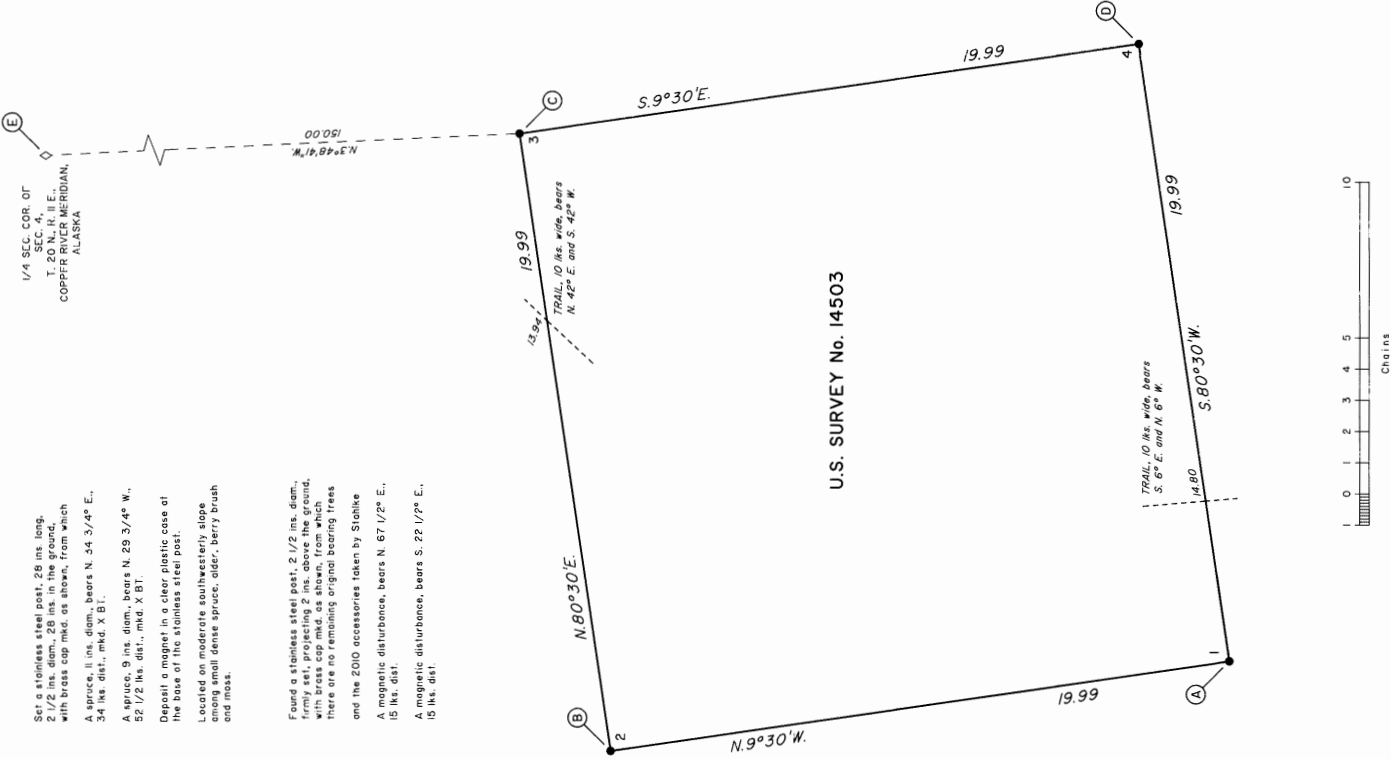 Set a stainless steel post, 28 ins. long,
2 1/2 ins. diam., 28 ins. in the ground,
with brass cap mkd. as shown, from which
A spruce, 11 ins. diam., bears N. 34 3/4° E.,
34 lks. dist., mkd. X BT.
A spruce, 9 ins. diam., bears N. 29 3/4° W.,
52 1/2 lks. dist., mkd. X BT.
Deposit a magnet in a clear plastic case at
the base of the stainless steel post.
Located on moderate southwesterly slope
among small dense spruce, alder, berry brush
and moss.
Found a stainless steel post, 2 1/2 ins. diam.,
firmly set, projecting 2 ins. above the ground,
with brass cap mkd. as shown, from which
there are no remaining original bearing trees
and the 2010 accessories taken by Stahlke
A magnetic disturbance, bears N. 67 1/2° E.,
15 lks. dist.
A magnetic disturbance, bears S. 22 1/2° E.,
15 lks. dist.
E
1/4 SEC. COR. OF
SEC. 4,
T. 20 N., R. 11 E.,
COPPER RIVER MERIDIAN,
ALASKA
N.3°48'41"W.
150.00
B
2
N.80°30'E.
13.94
19.99
3
C
TRAIL, 10 lks. wide, bears
N. 42° E. and S. 42° W.
S.9°30'E.
19.99
U.S. SURVEY No. 14503
N.9°30'W.
19.99
A
1
TRAIL, 10 lks. wide, bears
S. 6° E. and N. 6° W.
14.80
S.80°30'W.
19.99
4
D
1 0 1 2 3 4 5 10
Chains